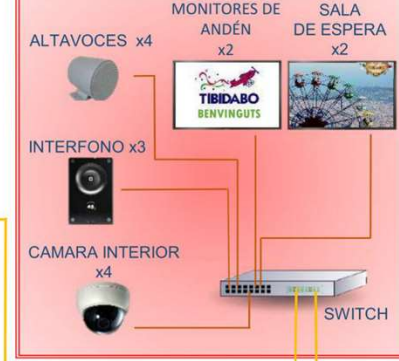 MONITORES DE
ANDÉN
x2
SALA
DE ESPERA
x2
ALTAVOCES x4
TIBIDABO
BENVINGUTS
INTERFONO x3
CAMARA INTERIOR
x4
SWITCH